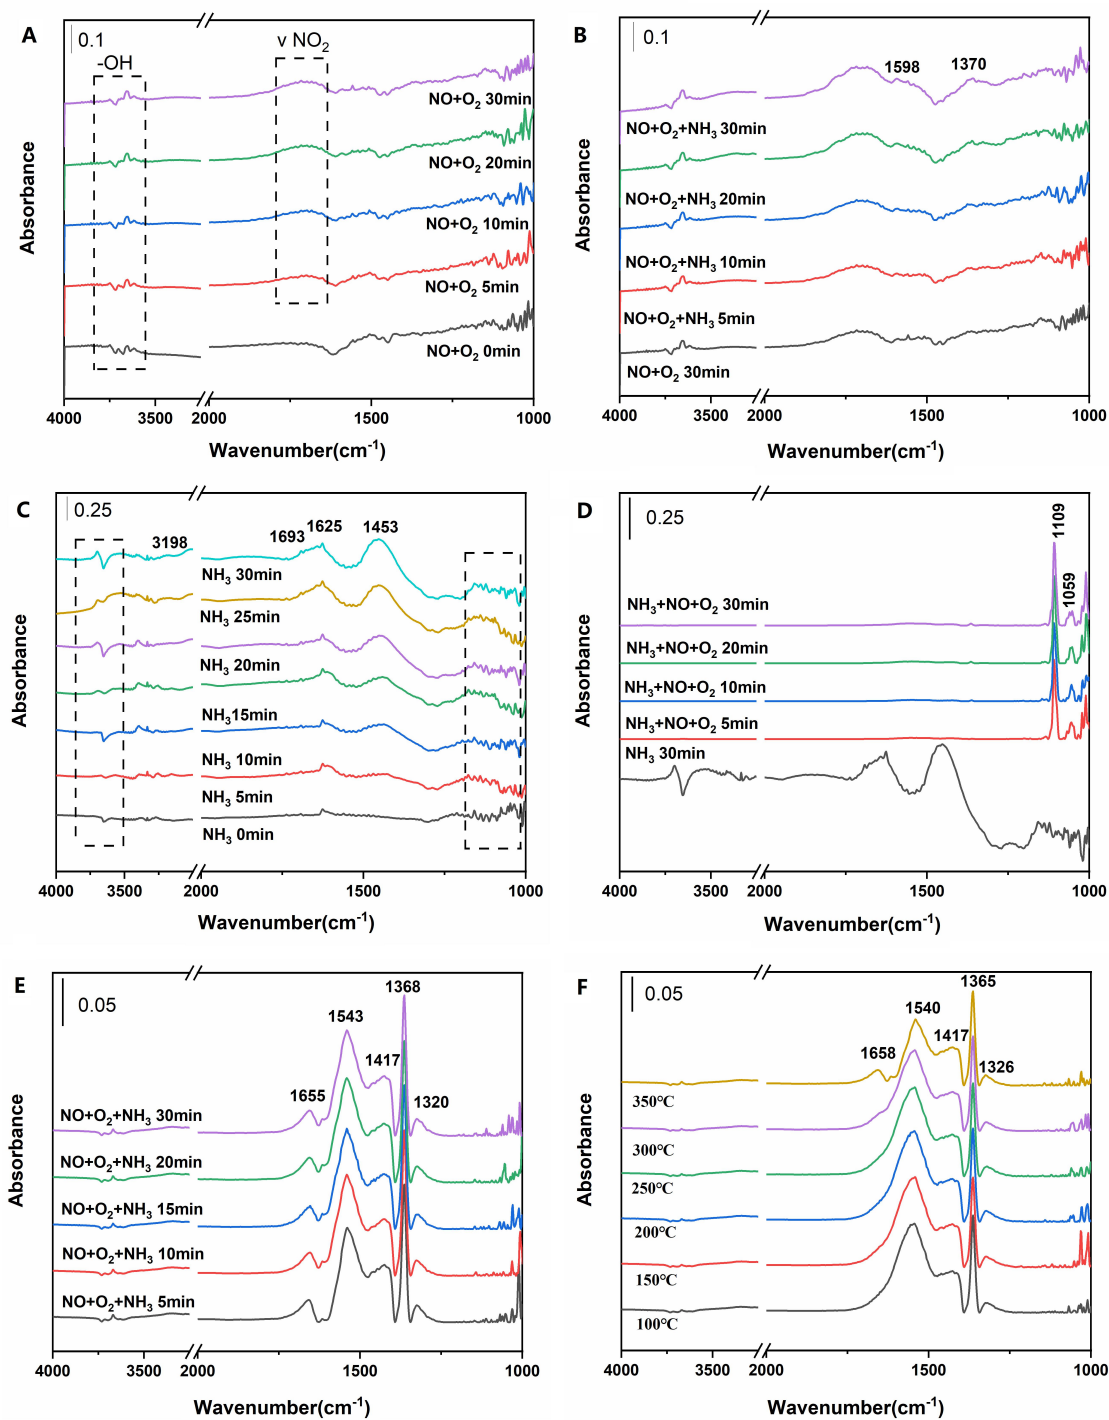 A
0.1
-OH
ν NO2
NO+O2 30min
NO+O2 20min
NO+O2 10min
NO+O2 5min
NO+O2 0min
Absorbance
4000 3500 2000 1500 1000
Wavenumber(cm-1)
B
0.1
1598
1370
NO+O2+NH3 30min
NO+O2+NH3 20min
NO+O2+NH3 10min
NO+O2+NH3 5min
NO+O2 30min
Absorbance
4000 3500 2000 1500 1000
Wavenumber(cm-1)
C
0.25
3198
1693
1625
1453
NH3 30min
NH3 25min
NH3 20min
NH315min
NH3 10min
NH3 5min
NH3 0min
Absorbance
4000 3500 2000 2000 1500 1000
Wavenumber(cm-1)
D
0.25
1109
1059
NH3+NO+O2 30min
NH3+NO+O2 20min
NH3+NO+O2 10min
NH3+NO+O2 5min
NH3 30min
Absorbance
4000 3500 2000 1500 1000
Wavenumber(cm-1)
E
0.05
1368
1543
1417
1655
1320
NO+O2+NH3 30min
NO+O2+NH3 20min
NO+O2+NH3 15min
NO+O2+NH3 10min
NO+O2+NH3 5min
Absorbance
4000 3500 2000 1500 1000
Wavenumber(cm-1)
F
0.05
1365
1540
1417
1658
1326
350°C
300°C
250°C
200°C
150°C
100°C
Absorbance
4000 3500 2000 1500 1000
Wavenumber(cm-1)